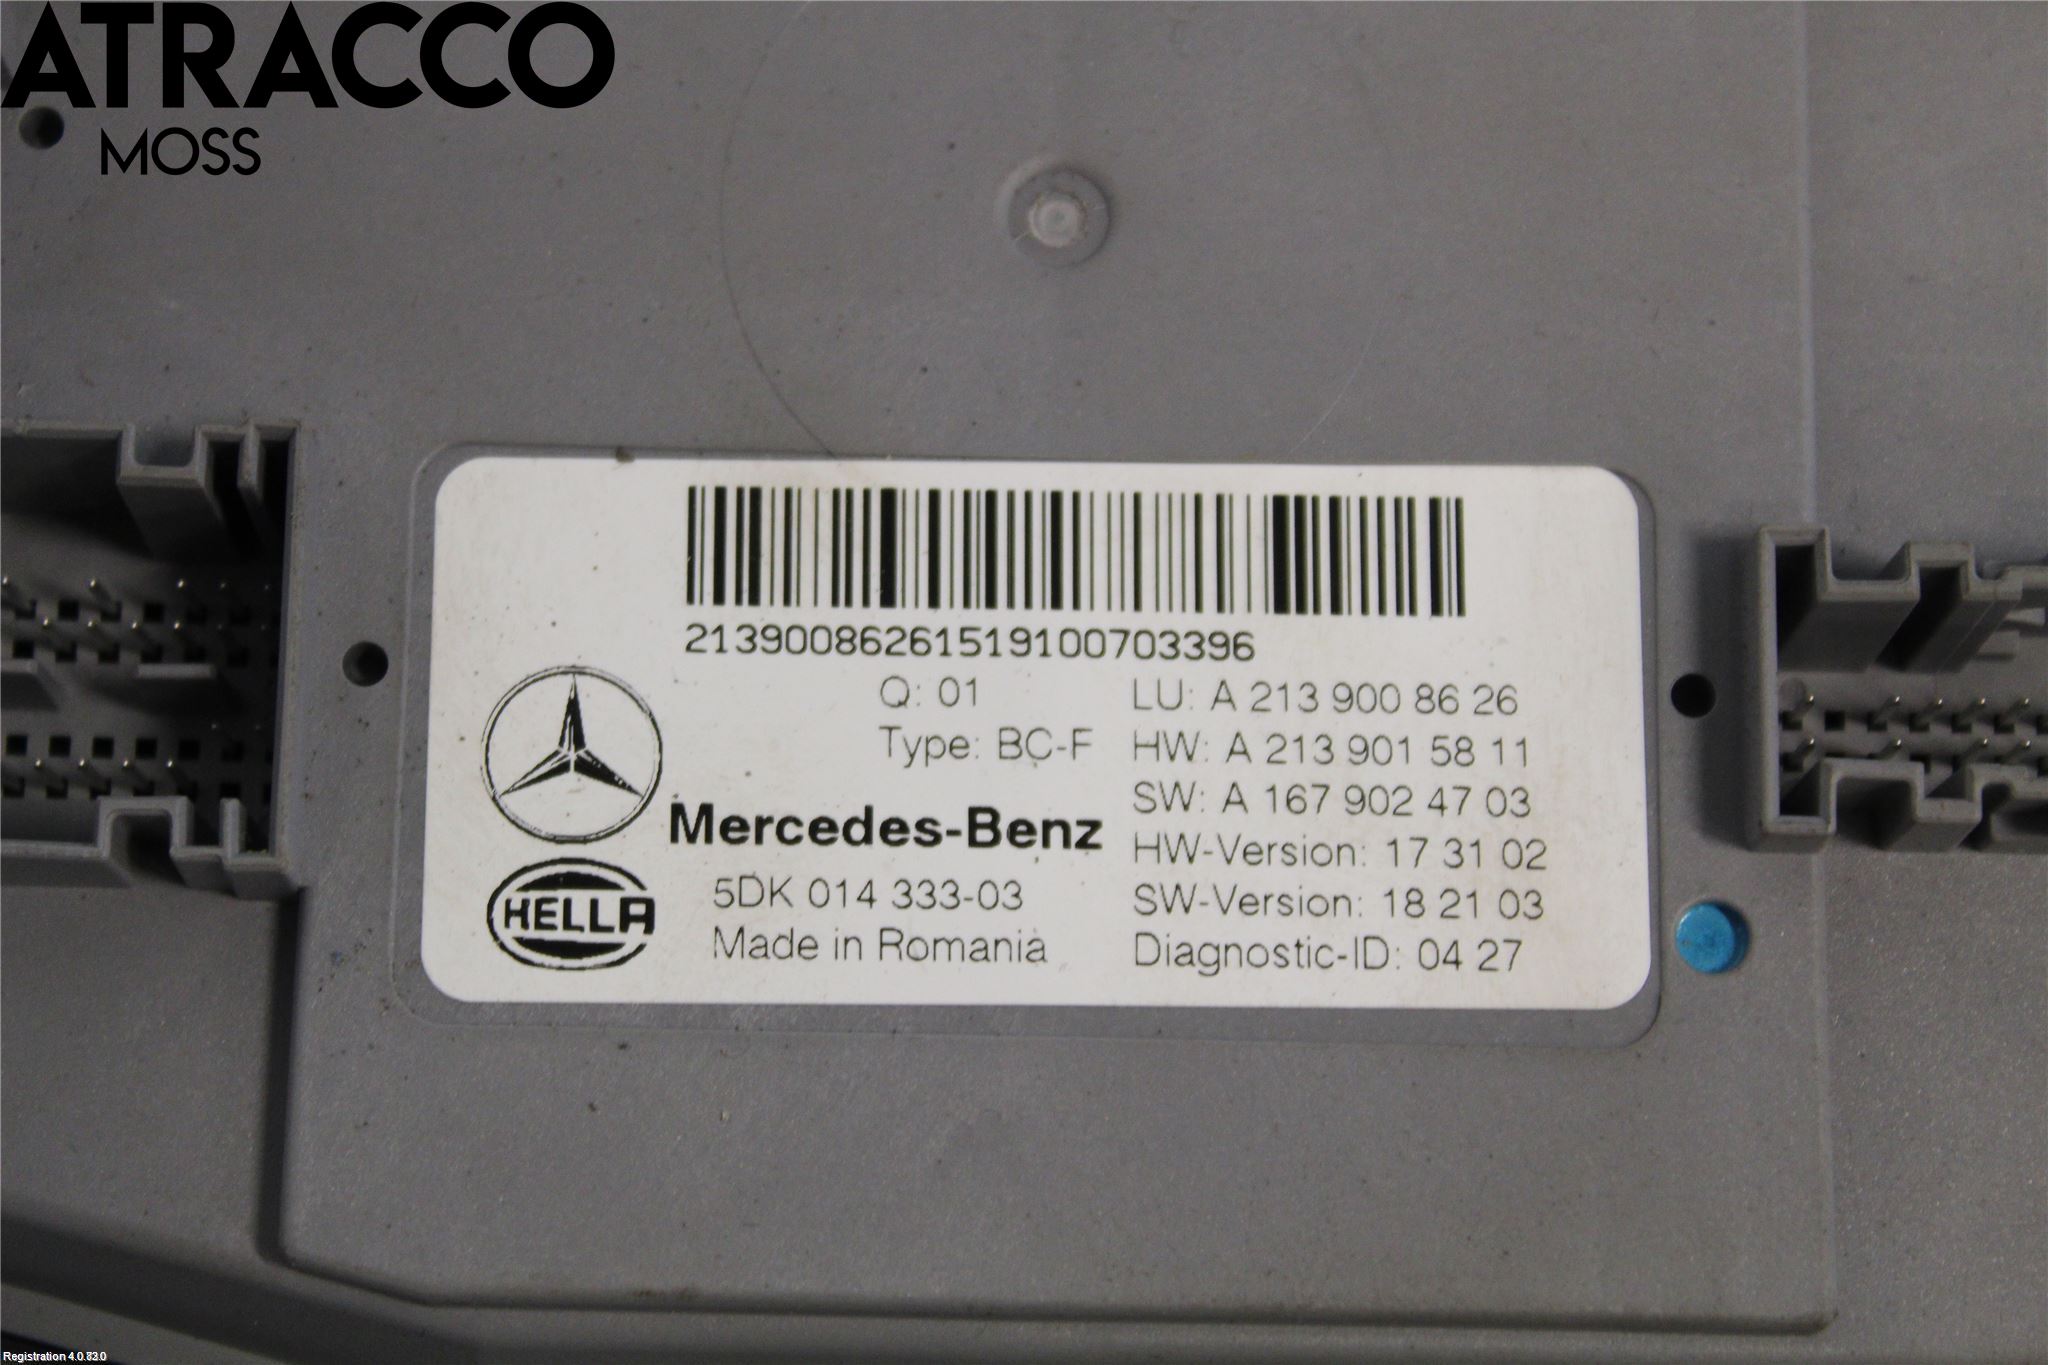 ATRACCO
MOSS
21390086261519100703396
Q: 01 LU: A 213 900 86 26
Type: BC-F HW: A 213 901 58 11
SW: A 167 902 47 03
Mercedes-Benz
HW-Version: 17 31 02
HELLA 5DK 014 333-03 SW-Version: 18 21 03
Made in Romania Diagnostic-ID: 04 27
Registration